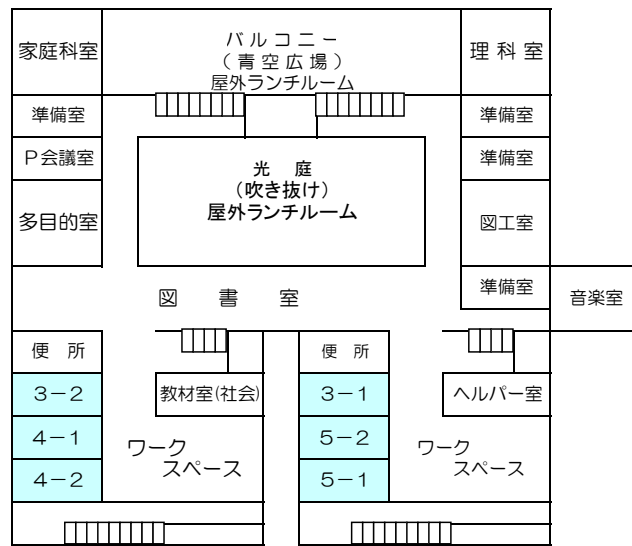 家庭科室
バルコニー
(青空広場)
屋外ランチルーム
理科室
準備室
準備室
P会議室
光 庭
(吹き抜け)
屋外ランチルーム
準備室
多目的室
図工室
図 書 室
準備室
音楽室
便 所
便 所
3-2
教材室(社会)
3-1
ヘルパー室
4-1
ワーク
スペース
5-2
ワーク
スペース
4-2
5-1